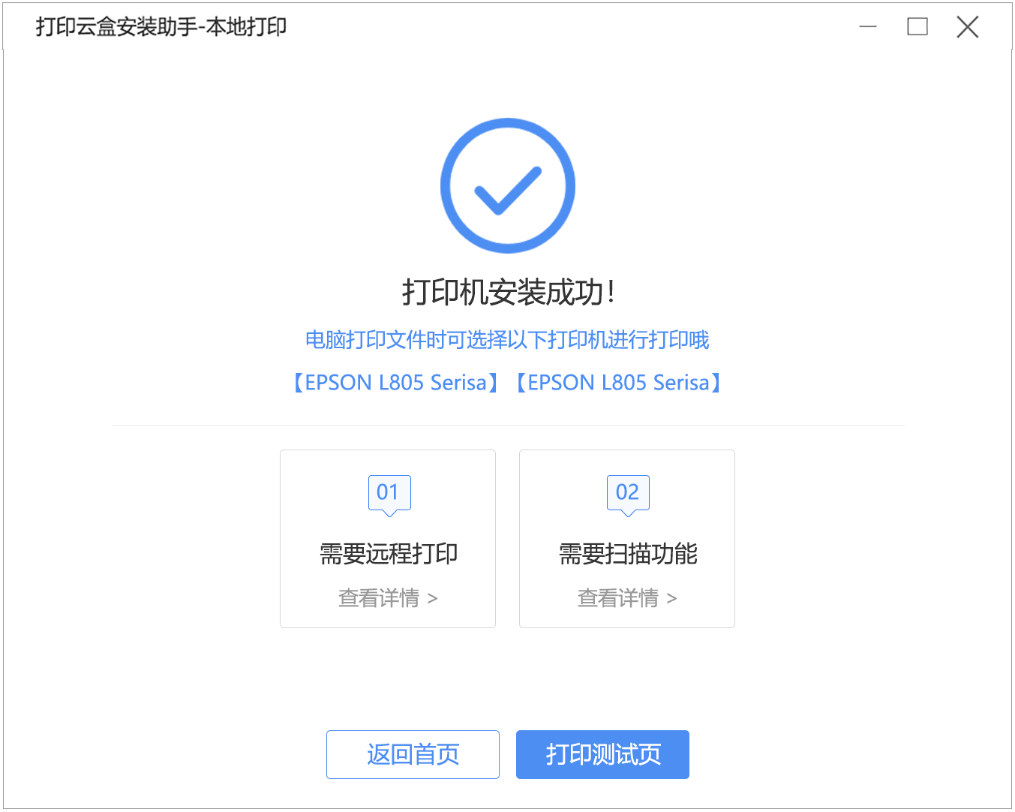 打印云盒安装助手-本地打印
打印机安装成功！
电脑打印文件时可选择以下打印机进行打印哦
【EPSON L805 Serisa】【EPSON L805 Serisa】
01
需要远程打印
查看详情 >
02
需要扫描功能
查看详情 >
返回首页
打印测试页